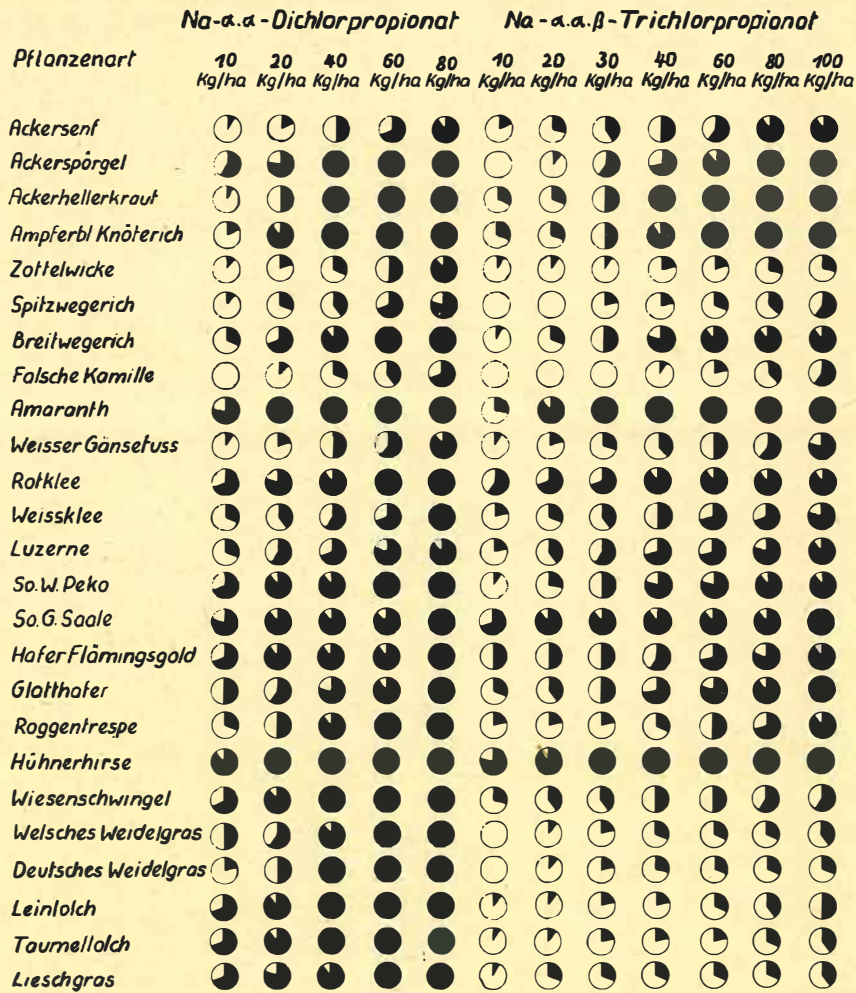 Na-α.α-Dichlorpropionat Na-α.α.β-Trichlorpropionat
Pflanzenart 10 20 40 60 80 10 20 30 40 60 80 100
Kg/ha Kg/ha Kg/ha Kg/ha Kg/ha Kg/ha Kg/ha Kg/ha Kg/ha Kg/ha Kg/ha Kg/ha
Ackersenf
Ackerspörgel
Ackerhellerkraut
Ampferbl Knöterich
Zottelwicke
Spitzwegerich
Breitwegerich
Falsche Kamille
Amaranth
Weisser Gänsefuss
Rotklee
Weissklee
Luzerne
So.W. Peko
So.G. Saale
Hafer Flämingsgold
Glatthafer
Roggentrespe
Hühnerhirse
Wiesenschwingel
Welsches Weidelgras
Deutsches Weidelgras
Leinlolch
Taumellolch
Lieschgras